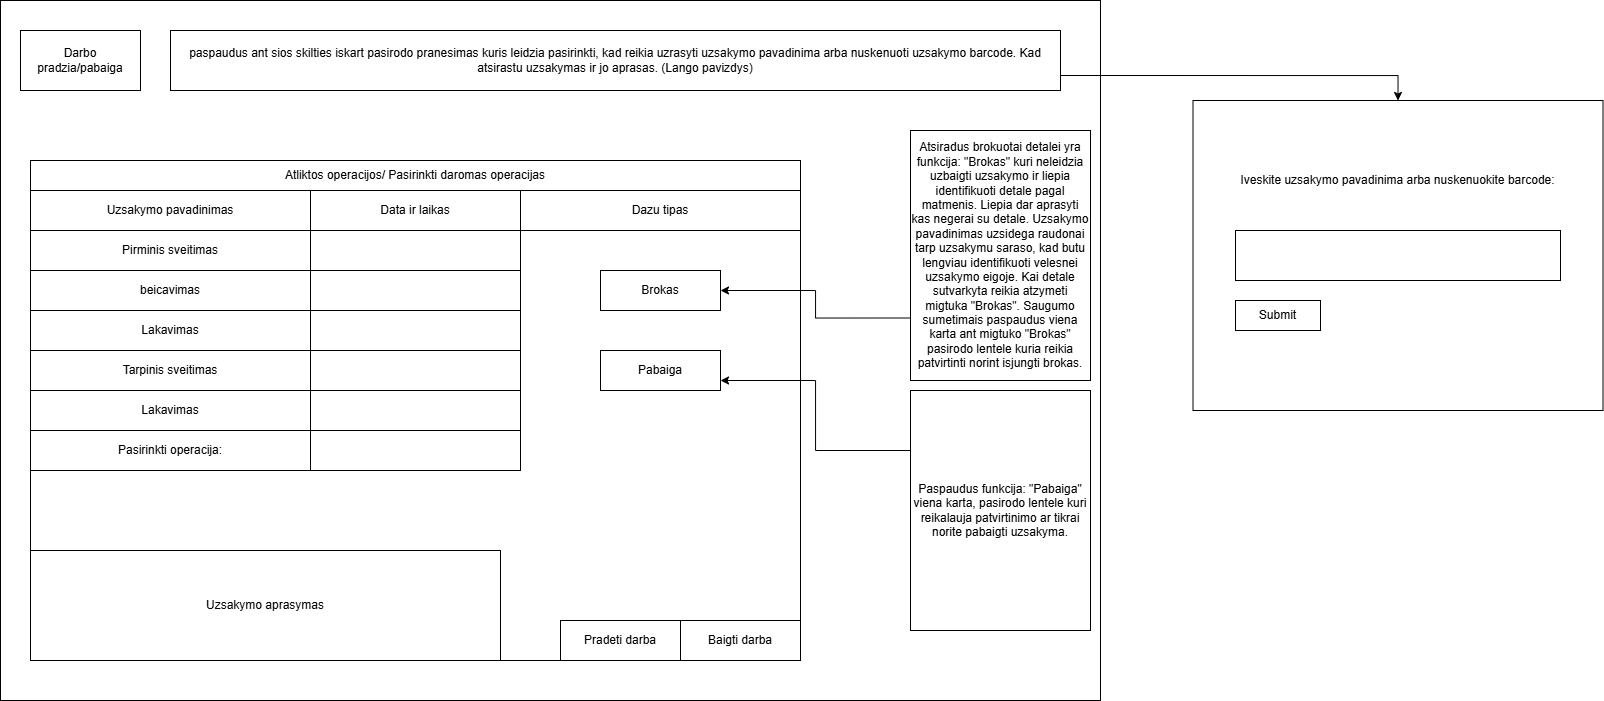 Darbo
pradzia/pabaiga
paspaudus ant sios skilties iskart pasirodo pranesimas kuris leidzia pasirinkti, kad reikia uzrasyti uzsakymo pavadinima arba nuskenuoti uzsakymo barcode. Kad
atsirastu uzsakymas ir jo aprasas. (Lango pavizdys)
Atliktos operacijos/ Pasirinkti daromas operacijas
Uzsakymo pavadinimas
Data ir laikas
Dazu tipas
Pirminis sveitimas
beicavimas
Lakavimas
Tarpinis sveitimas
Lakavimas
Pasirinkti operacija:
Brokas
Pabaiga
Uzsakymo aprasymas
Pradeti darba
Baigti darba
Atsiradus brokuotai detalei yra
funkcija: "Brokas" kuri neleidzia
uzbaigti uzsakymo ir liepia
identifikuoti detale pagal
matmenis. Liepia dar aprasyti
kas negerai su detale. Uzsakymo
pavadinimas uzsidega raudonai
tarp uzsakymu saraso, kad butu
lengviau identifikuoti velesnei
uzsakymo eigoje. Kai detale
sutvarkyta reikia atzymeti
migtuka "Brokas". Saugumo
sumetimais paspaudus viena
karta ant migtuko "Brokas"
pasirodo lentele kuria reikia
patvirtinti norint isjungti brokas.
Paspaudus funkcija: "Pabaiga"
viena karta, pasirodo lentele kuri
reikalauja patvirtinimo ar tikrai
norite pabaigti uzsakyma.
Iveskite uzsakymo pavadinima arba nuskenuokite barcode:
Submit